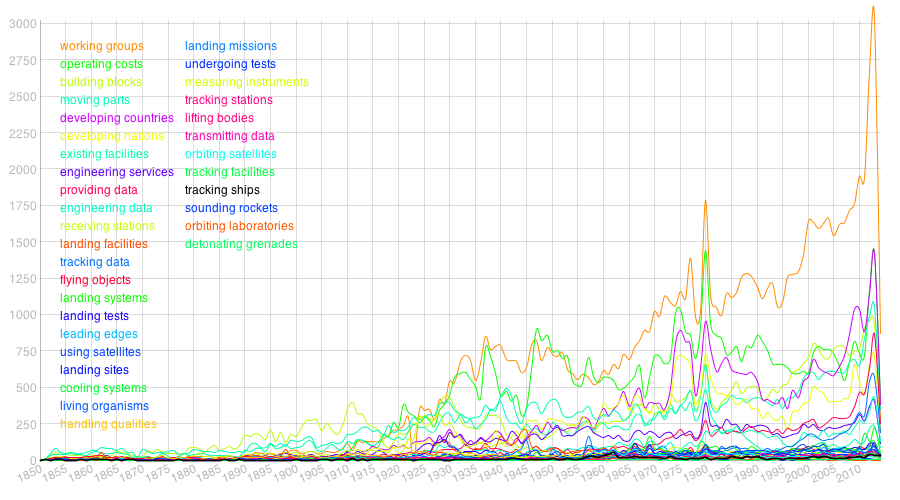 3000
2750
2500
2250
2000
1750
1500
1250
1000
750
500
250
0
working groups
operating costs
building blocks
moving parts
developing countries
developing nations
existing facilities
engineering services
providing data
engineering data
receiving stations
landing facilities
tracking data
flying objects
landing systems
landing tests
leading edges
using satellites
landing sites
cooling systems
living organisms
handling qualities
landing missions
undergoing tests
measuring instruments
tracking stations
lifting bodies
transmitting data
orbiting satellites
tracking facilities
tracking ships
sounding rockets
orbiting laboratories
detonating grenades
1850 1855 1860 1865 1870 1875 1880 1885 1890 1895 1900 1905 1910 1915 1920 1925 1930 1935 1940 1945 1950 1955 1960 1965 1970 1975 1980 1985 1990 1995 2000 2005 2010